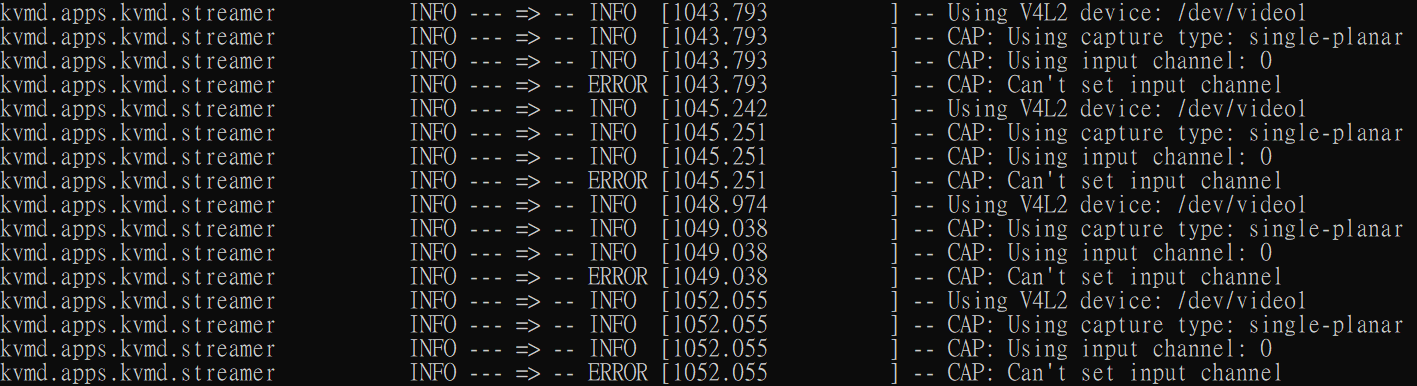 kvmd.apps.kvmd.streamer INFO --- => -- INFO [1043.793 ] -- Using V4L2 device: /dev/video1
kvmd.apps.kvmd.streamer INFO --- => -- INFO [1043.793 ] -- CAP: Using capture type: single-planar
kvmd.apps.kvmd.streamer INFO --- => -- INFO [1043.793 ] -- CAP: Using input channel: 0
kvmd.apps.kvmd.streamer INFO --- => -- ERROR [1043.793 ] -- CAP: Can't set input channel
kvmd.apps.kvmd.streamer INFO --- => -- INFO [1045.242 ] -- Using V4L2 device: /dev/video1
kvmd.apps.kvmd.streamer INFO --- => -- INFO [1045.251 ] -- CAP: Using capture type: single-planar
kvmd.apps.kvmd.streamer INFO --- => -- INFO [1045.251 ] -- CAP: Using input channel: 0
kvmd.apps.kvmd.streamer INFO --- => -- ERROR [1045.251 ] -- CAP: Can't set input channel
kvmd.apps.kvmd.streamer INFO --- => -- INFO [1048.974 ] -- Using V4L2 device: /dev/video1
kvmd.apps.kvmd.streamer INFO --- => -- INFO [1049.038 ] -- CAP: Using capture type: single-planar
kvmd.apps.kvmd.streamer INFO --- => -- INFO [1049.038 ] -- CAP: Using input channel: 0
kvmd.apps.kvmd.streamer INFO --- => -- ERROR [1049.038 ] -- CAP: Can't set input channel
kvmd.apps.kvmd.streamer INFO --- => -- INFO [1052.055 ] -- Using V4L2 device: /dev/video1
kvmd.apps.kvmd.streamer INFO --- => -- INFO [1052.055 ] -- CAP: Using capture type: single-planar
kvmd.apps.kvmd.streamer INFO --- => -- INFO [1052.055 ] -- CAP: Using input channel: 0
kvmd.apps.kvmd.streamer INFO --- => -- ERROR [1052.055 ] -- CAP: Can't set input channel